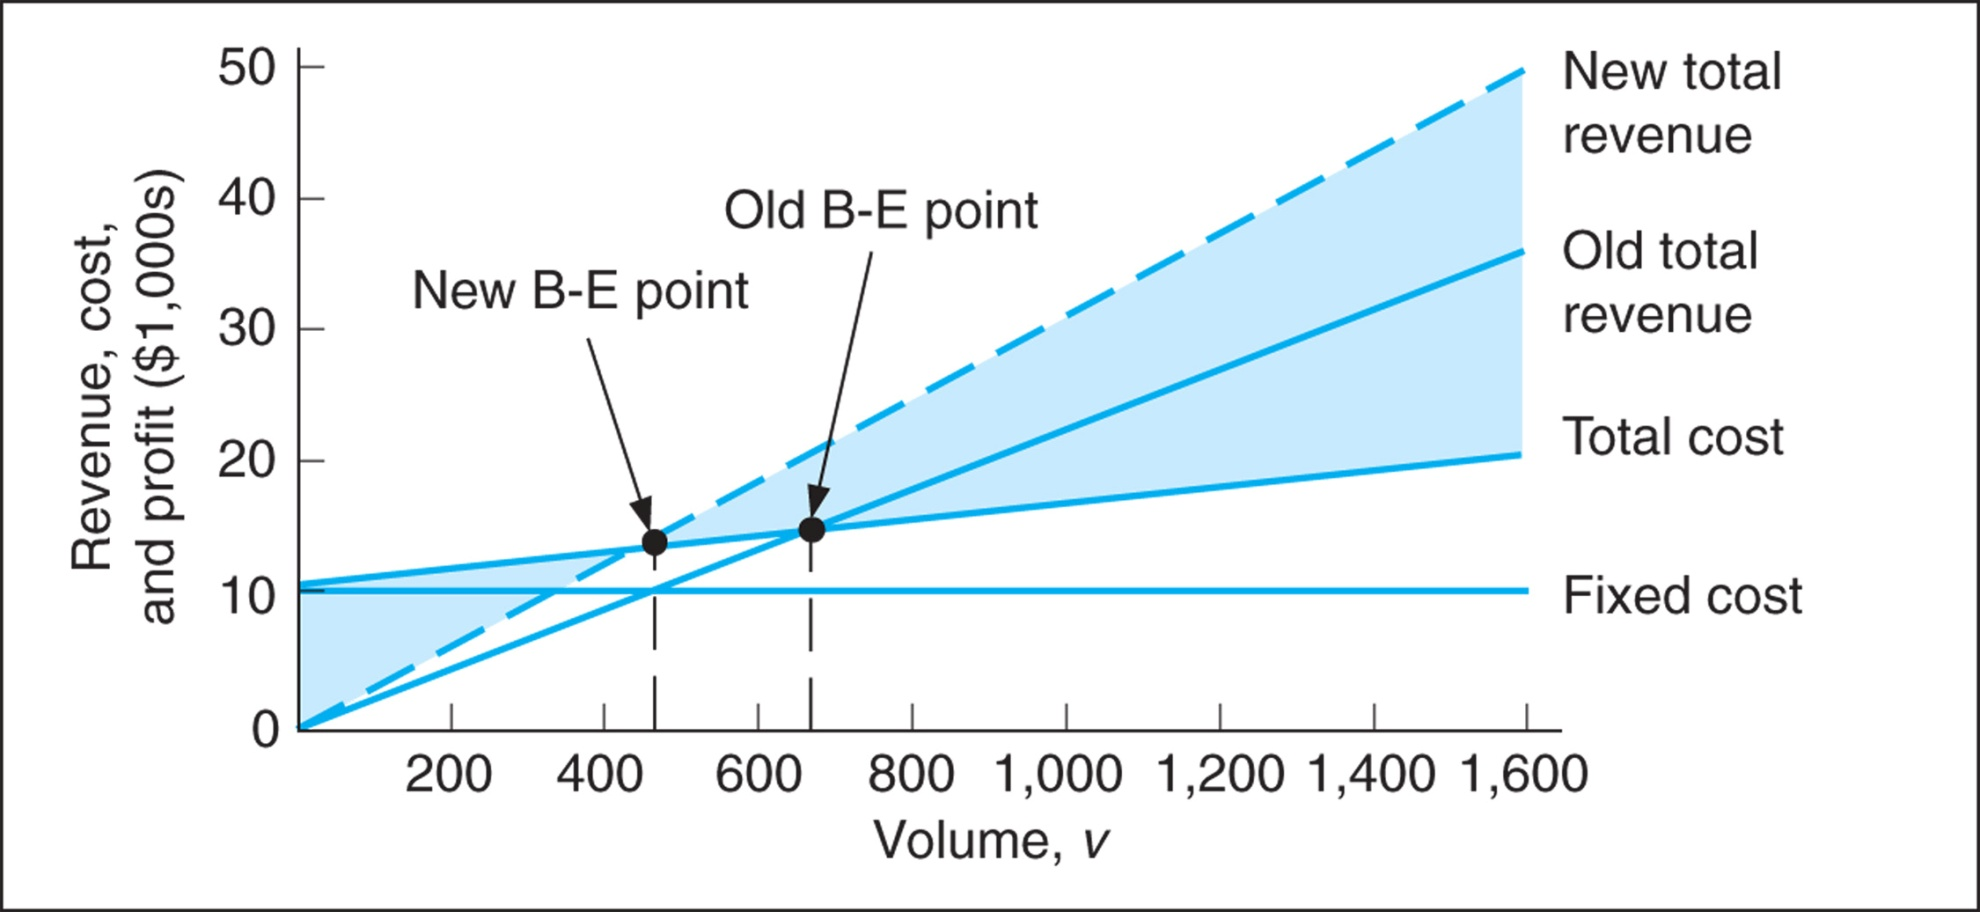 Revenue, cost,
and profit ($1,000s)
50
40
30
20
10
0
New B-E point
Old B-E point
New total
revenue
Old total
revenue
Total cost
Fixed cost
200 400 600 800 1,000 1,200 1,400 1,600
Volume, v